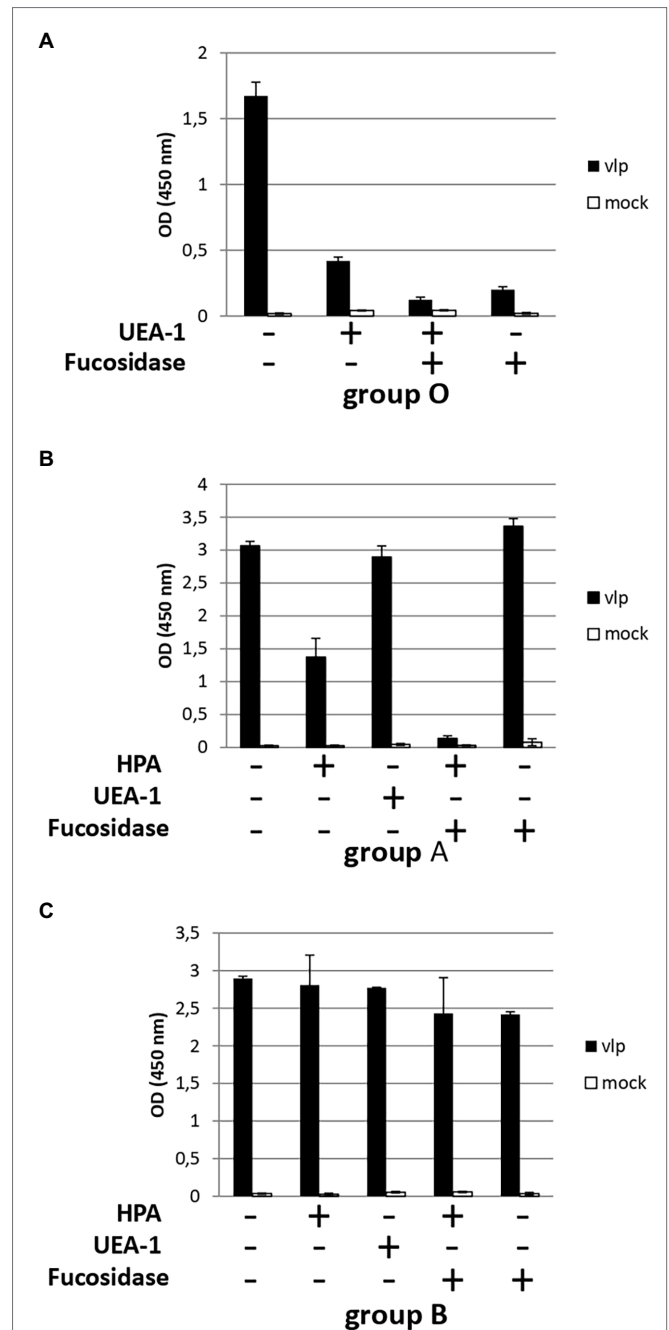 A
2
1,5
1
0,5
0
OD (450 nm)
vlp
mock
UEA-1 – + + –
Fucosidase – – + +
group O
B
4
3,5
3
2,5
2
1,5
1
0,5
0
OD (450 nm)
vlp
mock
HPA – + – + –
UEA-1 – – + – –
Fucosidase – – – + +
group A
C
3,5
3
2,5
2
1,5
1
0,5
0
OD (450 nm)
vlp
mock
HPA – + – + –
UEA-1 – – + – –
Fucosidase – – – + +
group B